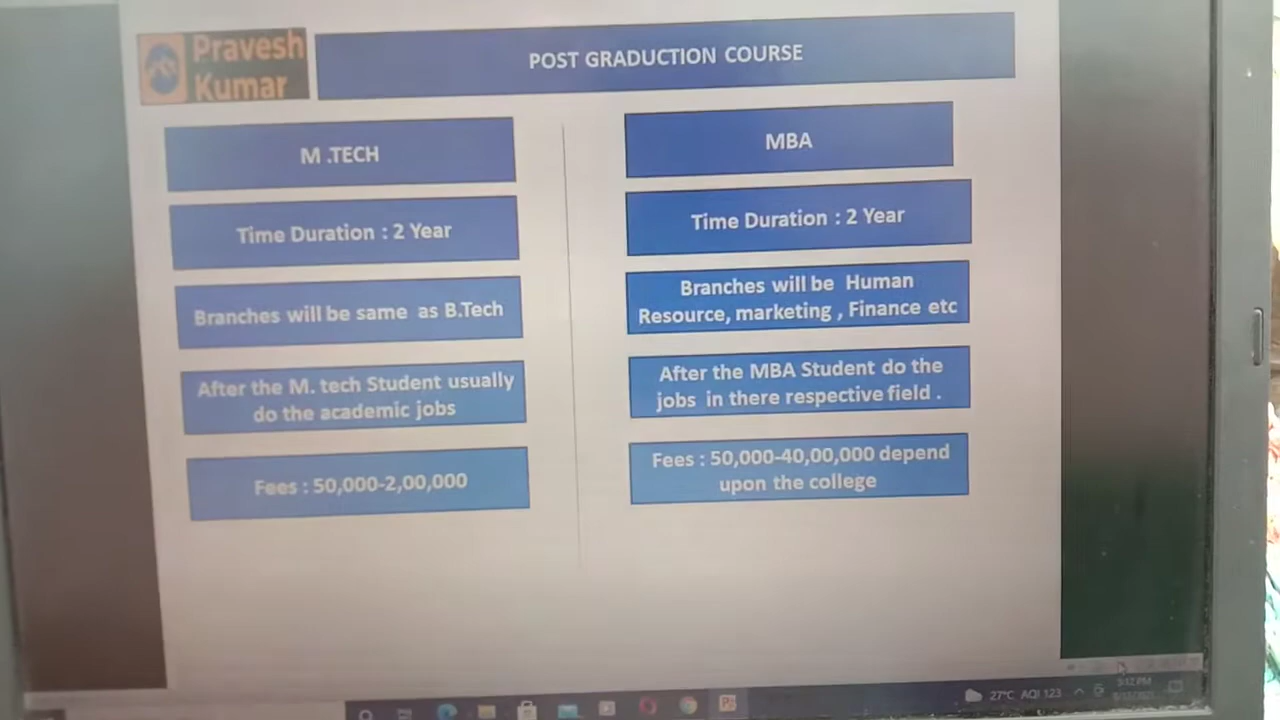 Pravesh
Kumar
POST GRADUCTION COURSE
M .TECH
Time Duration : 2 Year
Branches will be same as B.Tech
After the M. tech Student usually
do the academic jobs
Fees : 50,000-2,00,000
MBA
Time Duration : 2 Year
Branches will be Human
Resource, marketing , Finance etc
After the MBA Student do the
jobs in there respective field .
Fees : 50,000-40,00,000 depend
upon the college
27°C AQI 123